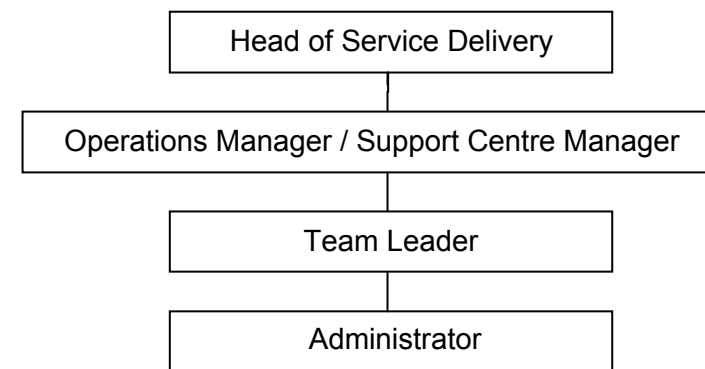 Head of Service Delivery
Operations Manager / Support Centre Manager
Team Leader
Administrator